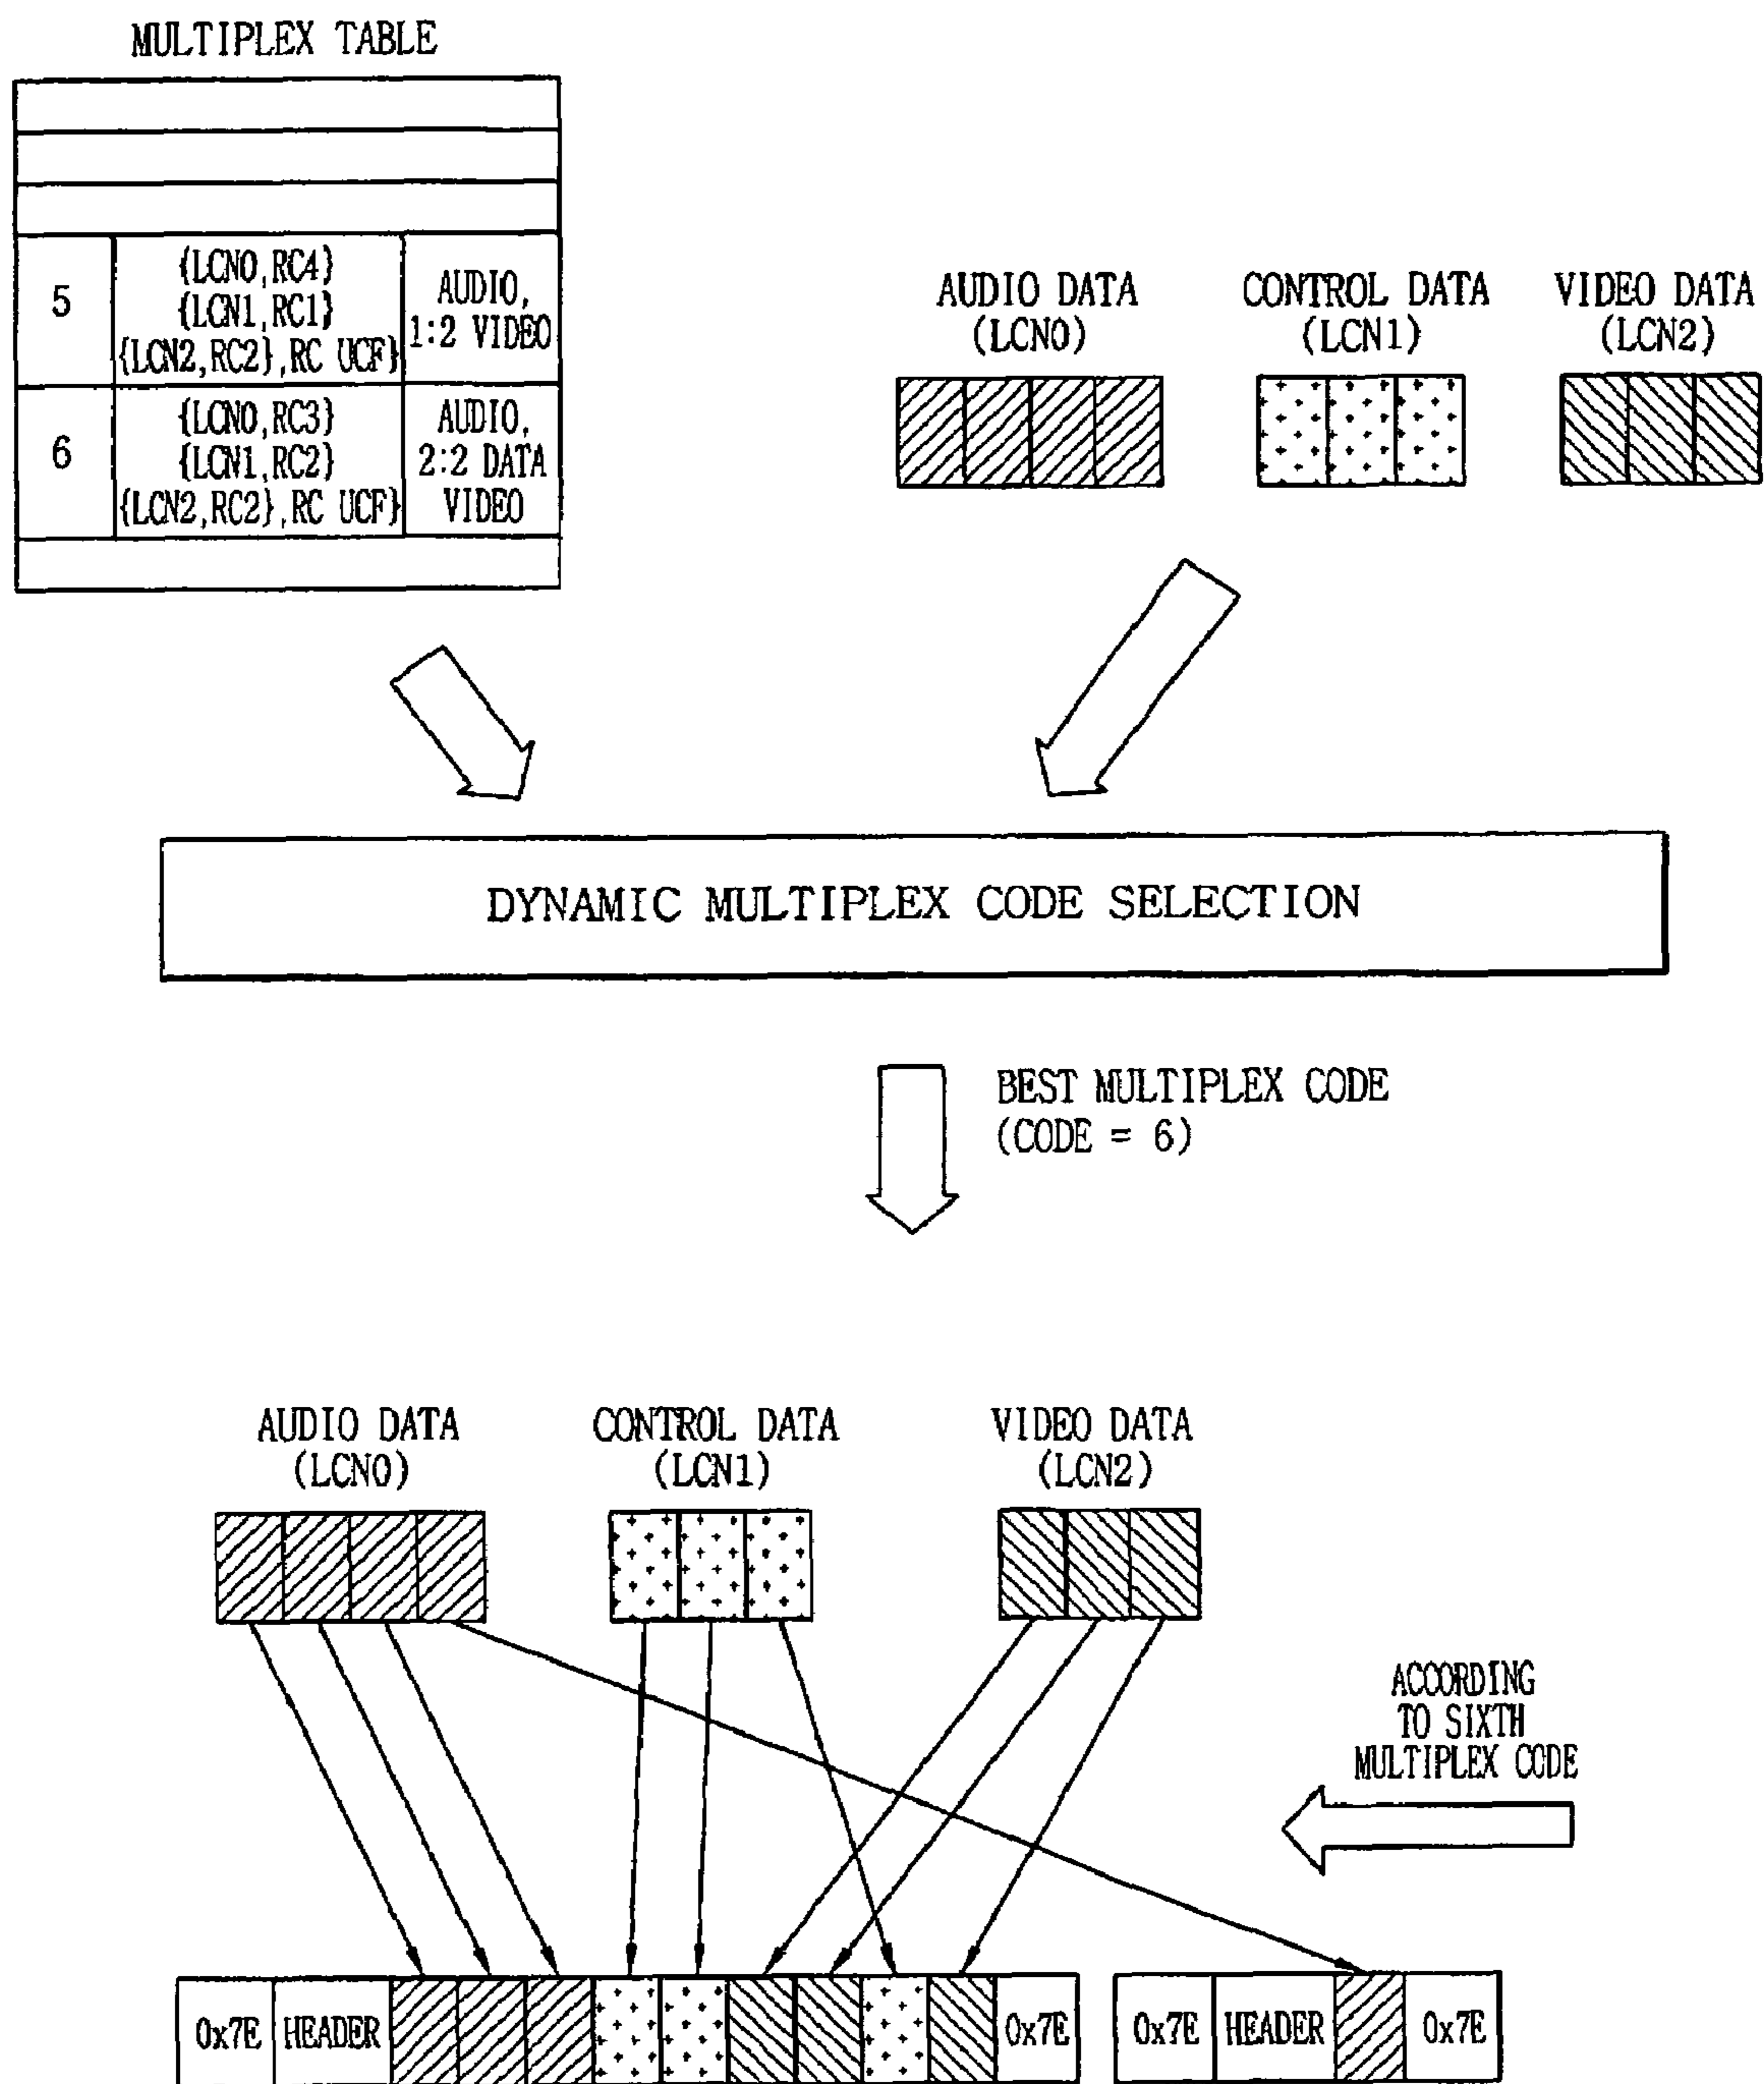 MULTIPLEX TABLE
5
{LCN0,RC4}
{LCN1,RC1}
{LCN2,RC2},RC UCF}
AUDIO,
1:2 VIDEO
6
{LCN0,RC3}
{LCN1,RC2}
{LCN2,RC2},RC UCF}
AUDIO,
2:2 DATA
VIDEO
AUDIO DATA
(LCN0)
CONTROL DATA
(LCN1)
VIDEO DATA
(LCN2)
DYNAMIC MULTIPLEX CODE SELECTION
BEST MULTIPLEX CODE
(CODE = 6)
AUDIO DATA
(LCN0)
CONTROL DATA
(LCN1)
VIDEO DATA
(LCN2)
ACCORDING
TO SIXTH
MULTIPLEX CODE
0x7E HEADER 0x7E 0x7E HEADER 0x7E